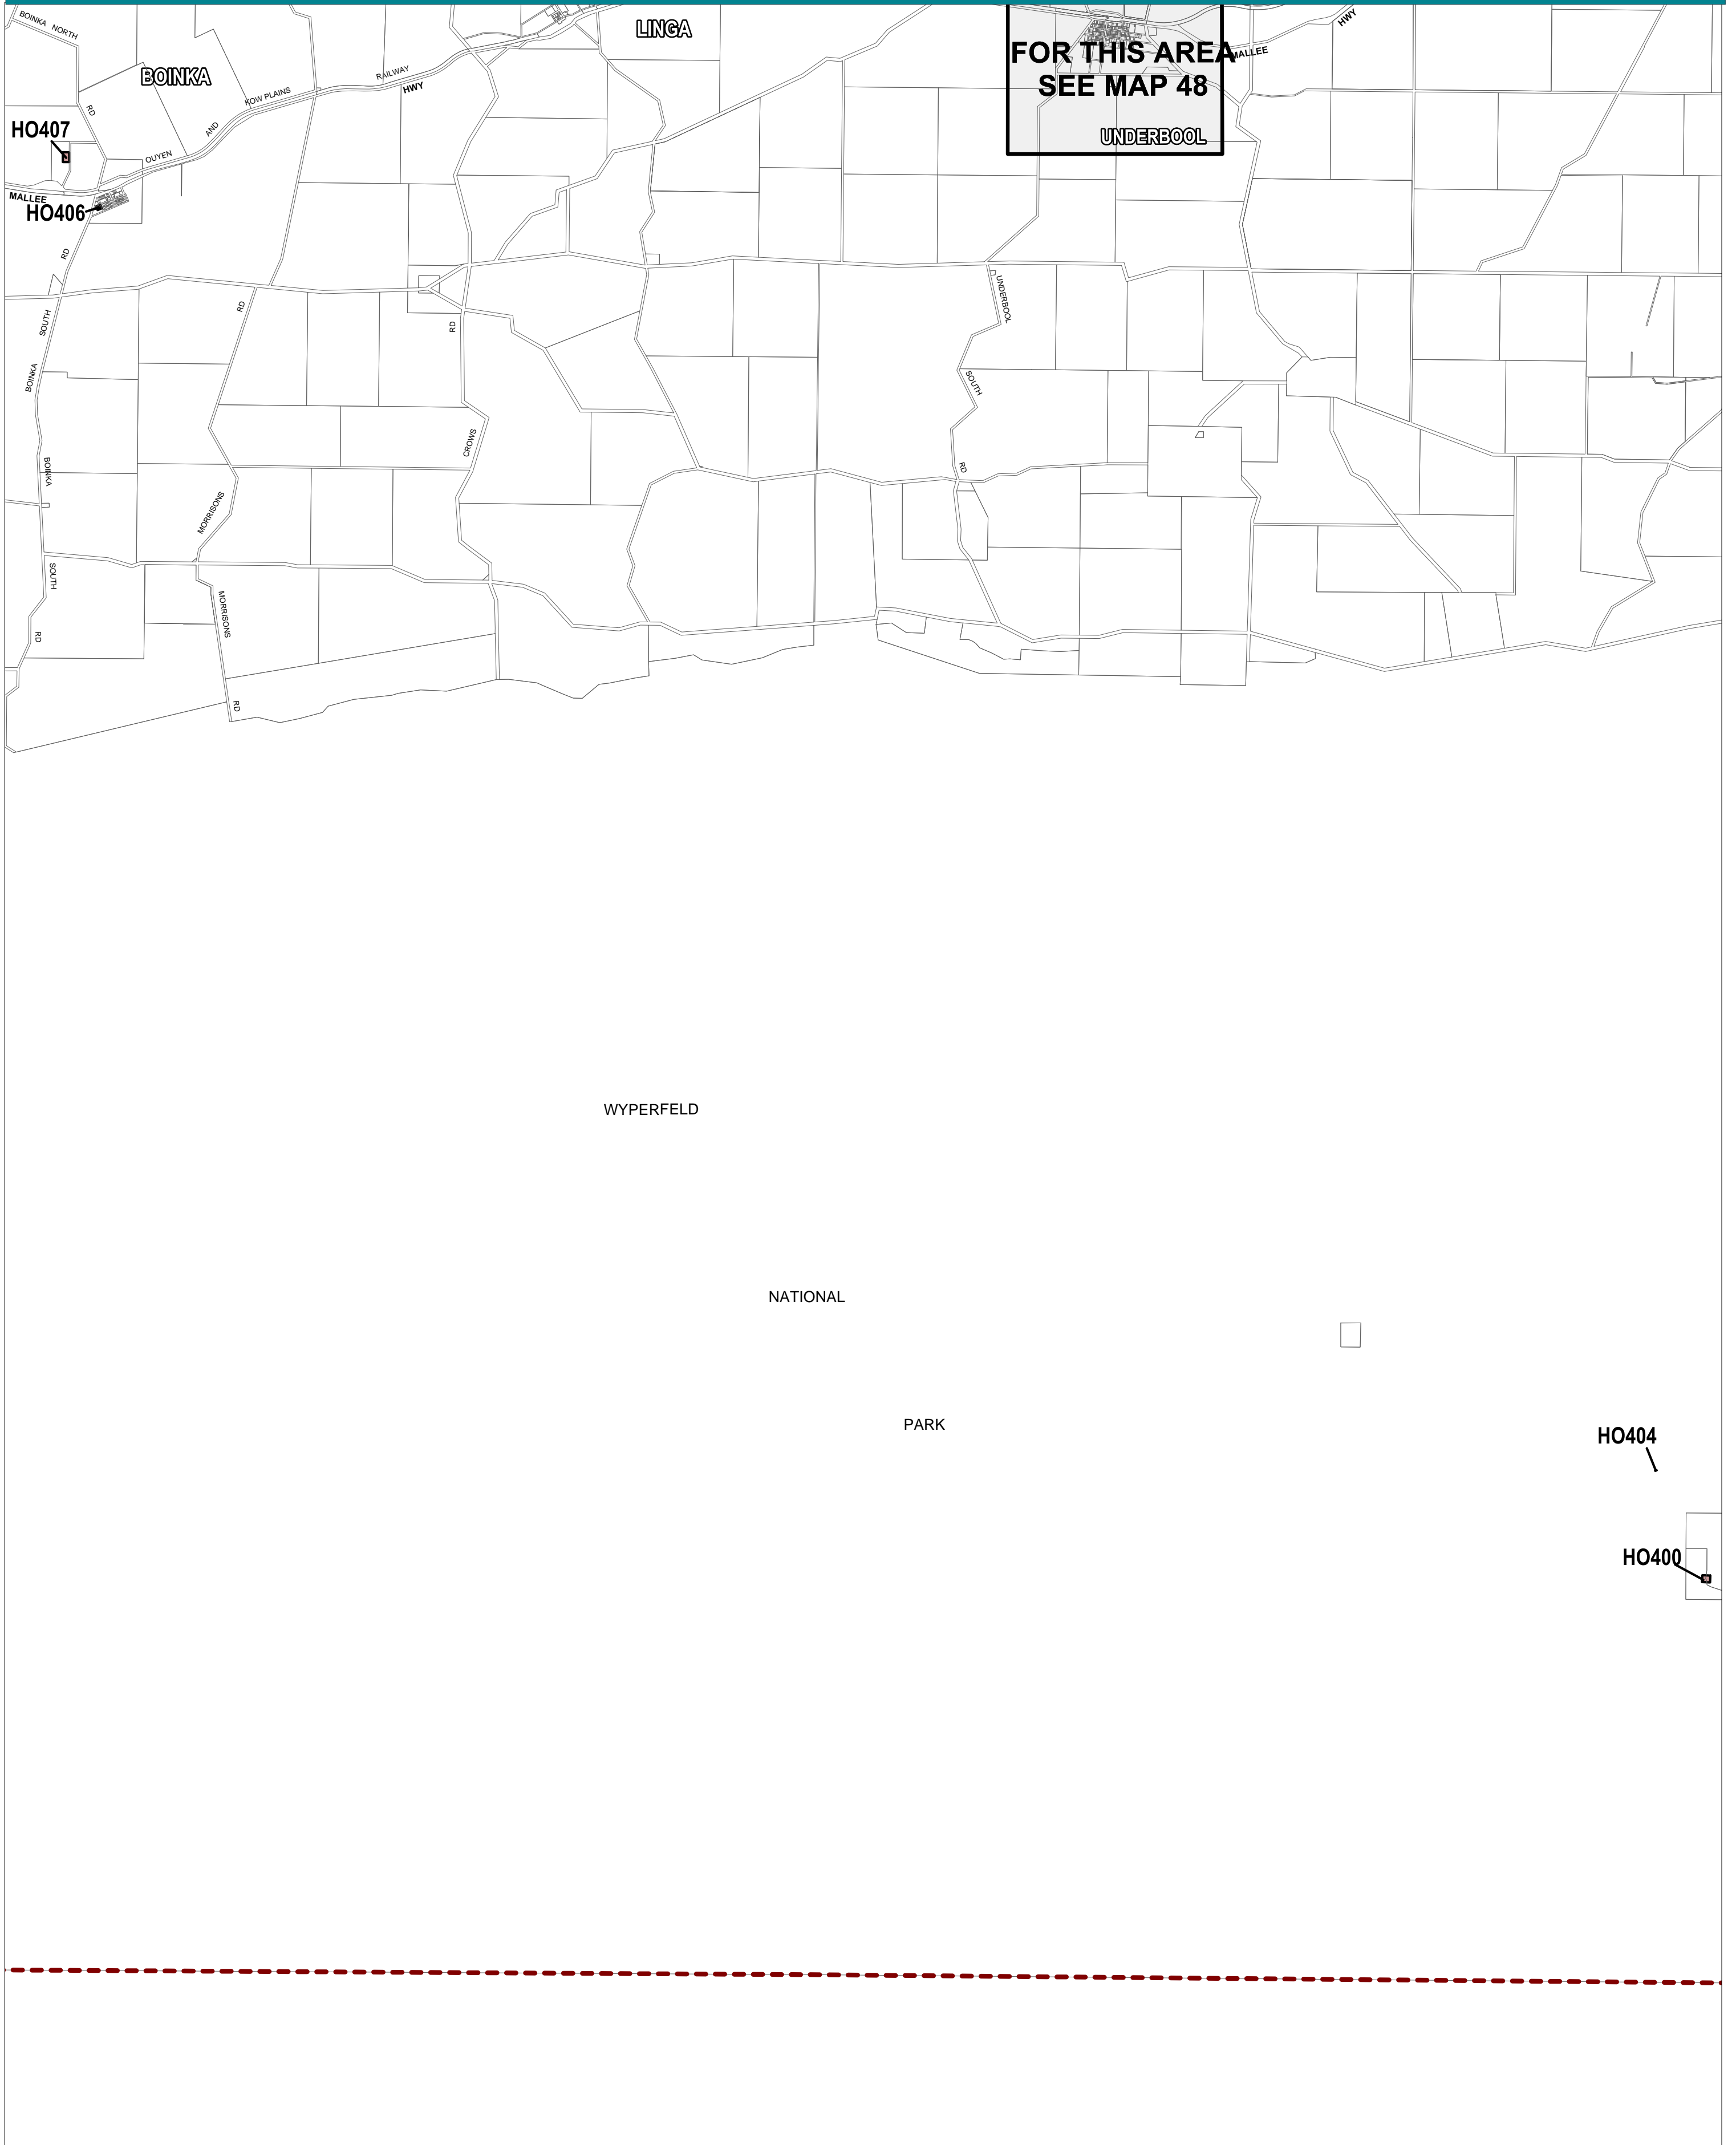 BOINKA NORTH
RD
BOINKA
LINGA
FOR THIS AREA
SEE MAP 48
UNDERBOOL
MALLEE
HWY
HO407
OUYEN
AND
KOW PLAINS
RAILWAY
HWY
MALLEE
HO406
RD
SOUTH
BOINKA
RD
RD
UNDERBOOL
SOUTH
RD
CROWS
BOINKA
SOUTH
RD
MORRISONS
MORRISONS
RD
WYPERFELD
NATIONAL
PARK
HO404
HO400